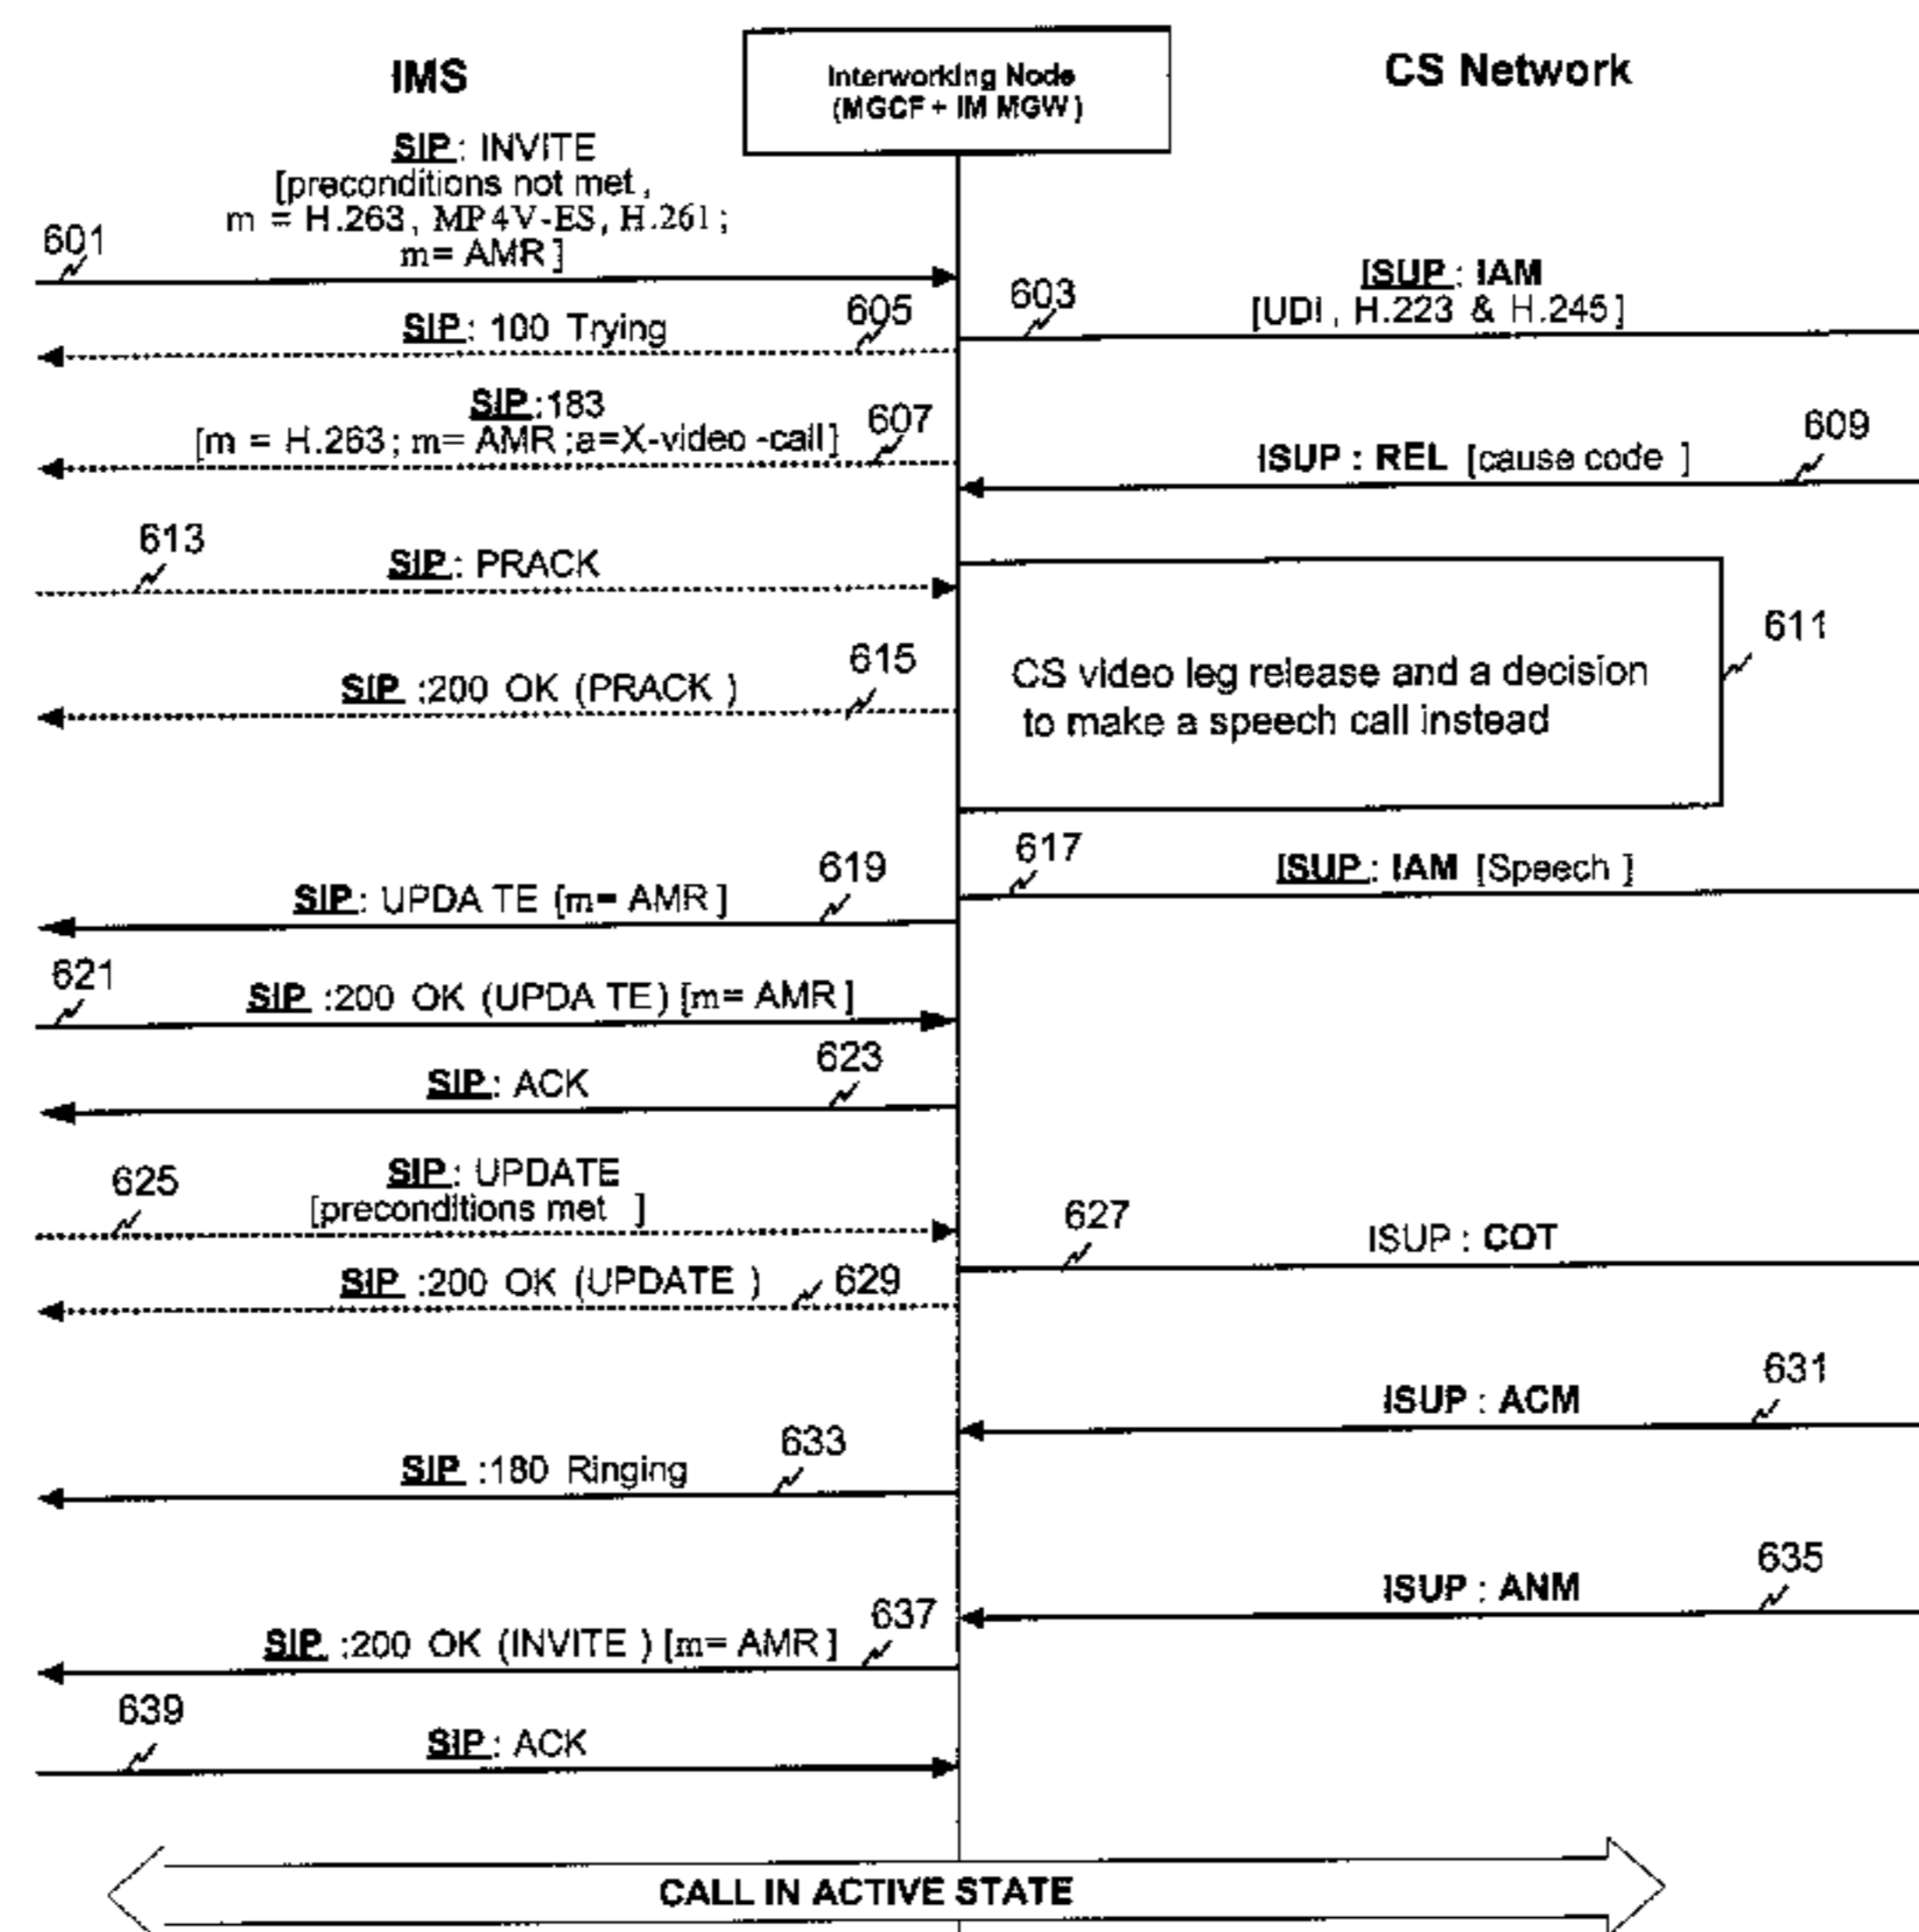 IMS
Interworking Node
(MGCF + IM MGW)
CS Network
SIP: INVITE
[preconditions not met,
m = H.263, MP4V-ES, H.261;
m= AMR]
601
ISUP: IAM
[UDI, H.223 & H.245]
603
SIP: 100 Trying
605
SIP:183
[m = H.263; m= AMR;a=X-video-call]
607
ISUP: REL [cause code ]
609
613
SIP: PRACK
611
CS video leg release and a decision
to make a speech call instead
SIP :200 OK (PRACK )
615
617
ISUP: IAM [Speech ]
SIP: UPDA TE [m= AMR]
619
621
SIP :200 OK (UPDA TE) [m= AMR]
SIP: ACK
623
625
SIP: UPDATE
[preconditions met ]
627
ISUP: COT
SIP :200 OK (UPDATE )
629
ISUP: ACM
631
SIP :180 Ringing
633
ISUP: ANM
635
SIP :200 OK (INVITE ) [m= AMR]
637
639
SIP: ACK
CALL IN ACTIVE STATE